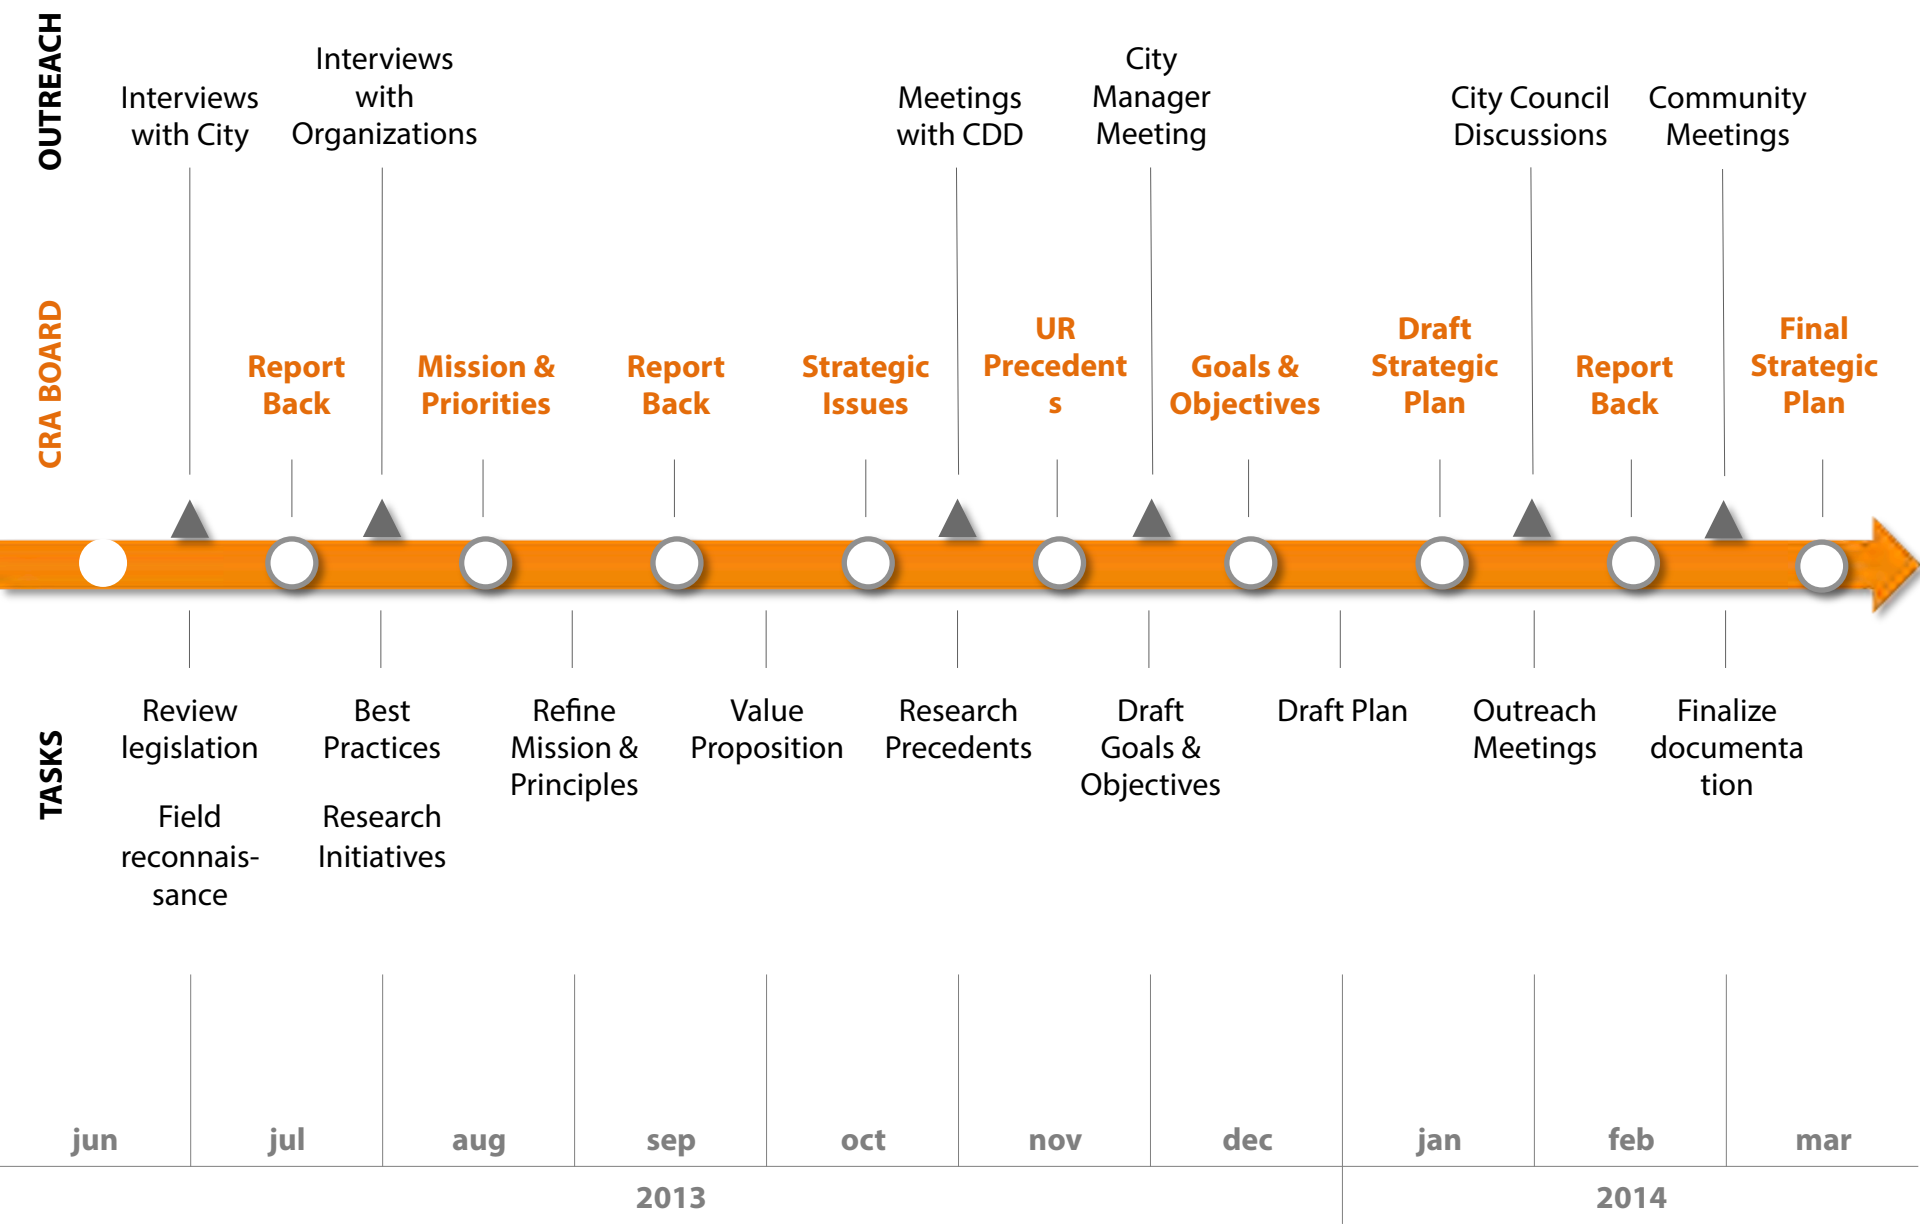 OUTREACH
Interviews
with City
Interviews
with
Organizations
Meetings
with CDD
City
Manager
Meeting
City Council
Discussions
Community
Meetings
CRA BOARD
Report
Back
Mission &
Priorities
Report
Back
Strategic
Issues
UR
Precedent
s
Goals &
Objectives
Draft
Strategic
Plan
Report
Back
Final
Strategic
Plan
TASKS
Review
legislation
Field
reconnais-
sance
Best
Practices
Research
Initiatives
Refine
Mission &
Principles
Value
Proposition
Research
Precedents
Draft
Goals &
Objectives
Draft Plan
Outreach
Meetings
Finalize
documenta
tion
jun
jul
aug
sep
oct
nov
dec
jan
feb
mar
2013
2014